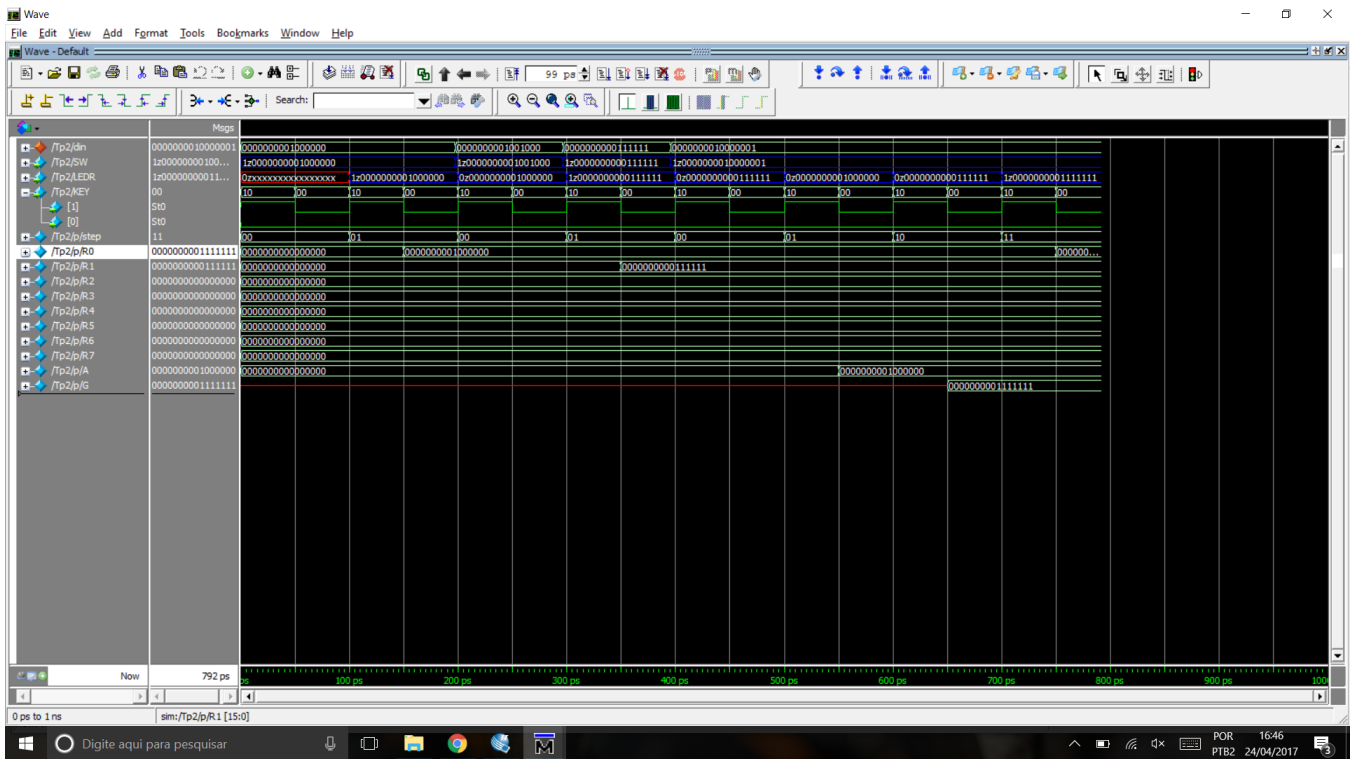 Wave
File Edit View Add Format Tools Bookmarks Window Help
Wave - Default
99 ps
Search:
Msgs
/Tp2/din 0000000010000001 0000000001000000 0000000001001000 0000000000111111 0000000010000001
/Tp2/SW 1z00000000100... 1z0000000001000000 1z0000000001001000 1z0000000000111111 1z0000000010000001
/Tp2/LEDR 1z00000000011... 0zxxxxxxxxxxxxxxxx 1z0000000001000000 0z0000000001000000 1z0000000000111111 0z0000000000111111 0z0000000001000000 0z0000000000111111 1z0000000001111111
/Tp2/KEY 00 10 00 10 00 10 00 10 00 10 00 10 00 10 00 10 00
[1] St0
[0] St0
/Tp2/p/step 11 00 01 00 01 00 01 10 11
/Tp2/p/R0 0000000001111111 0000000000000000 0000000001000000 000000...
/Tp2/p/R1 0000000000111111 0000000000000000 0000000000111111
/Tp2/p/R2 0000000000000000 0000000000000000
/Tp2/p/R3 0000000000000000 0000000000000000
/Tp2/p/R4 0000000000000000 0000000000000000
/Tp2/p/R5 0000000000000000 0000000000000000
/Tp2/p/R6 0000000000000000 0000000000000000
/Tp2/p/R7 0000000000000000 0000000000000000
/Tp2/p/A 0000000001000000 0000000000000000 0000000001000000
/Tp2/p/G 0000000001111111 0000000001111111
Now 792 ps ps 100 ps 200 ps 300 ps 400 ps 500 ps 600 ps 700 ps 800 ps 900 ps 100
0 ps to 1 ns sim:/Tp2/p/R1 [15:0]
Digite aqui para pesquisar POR 16:46
PTB2 24/04/2017 3